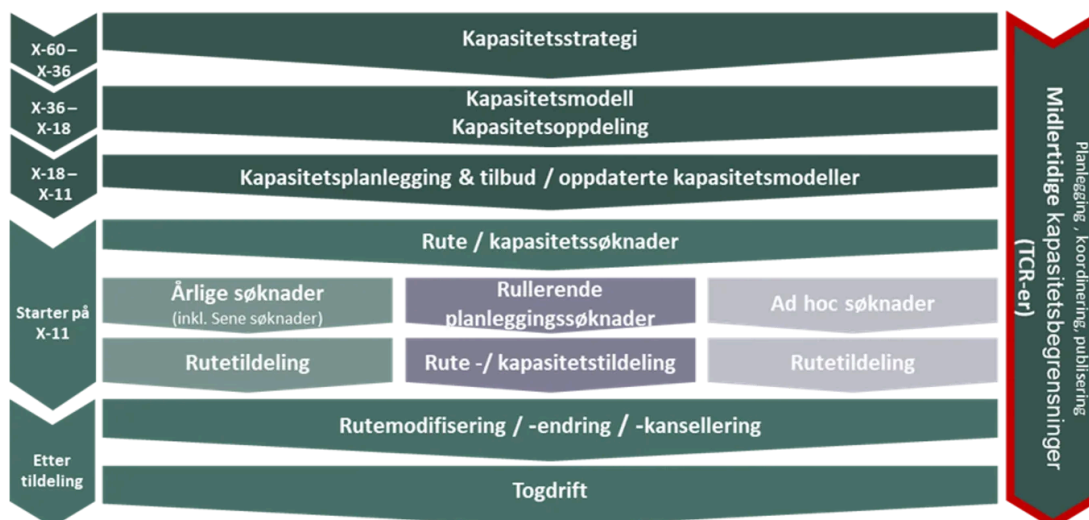 X-60 –
X-36
Kapasitetsstrategi
X-36 –
X-18
Kapasitetsmodell
Kapasitetsoppdeling
X-18 –
X-11
Kapasitetsplanlegging & tilbud / oppdaterte kapasitetsmodeller
Starter på
X-11
Rute / kapasitetssøknader
Årlige søknader
(inkl. Sene søknader)
Rullerende
planleggingssøknader
Ad hoc søknader
Rutetildeling
Rute -/ kapasitetstildeling
Rutetildeling
Etter
tildeling
Rutemodifisering / -endring / -kansellering
Togdrift
Planlegging , koordinering, publisering
Midlertidige kapasitetsbegrensninger
(TCR-er)